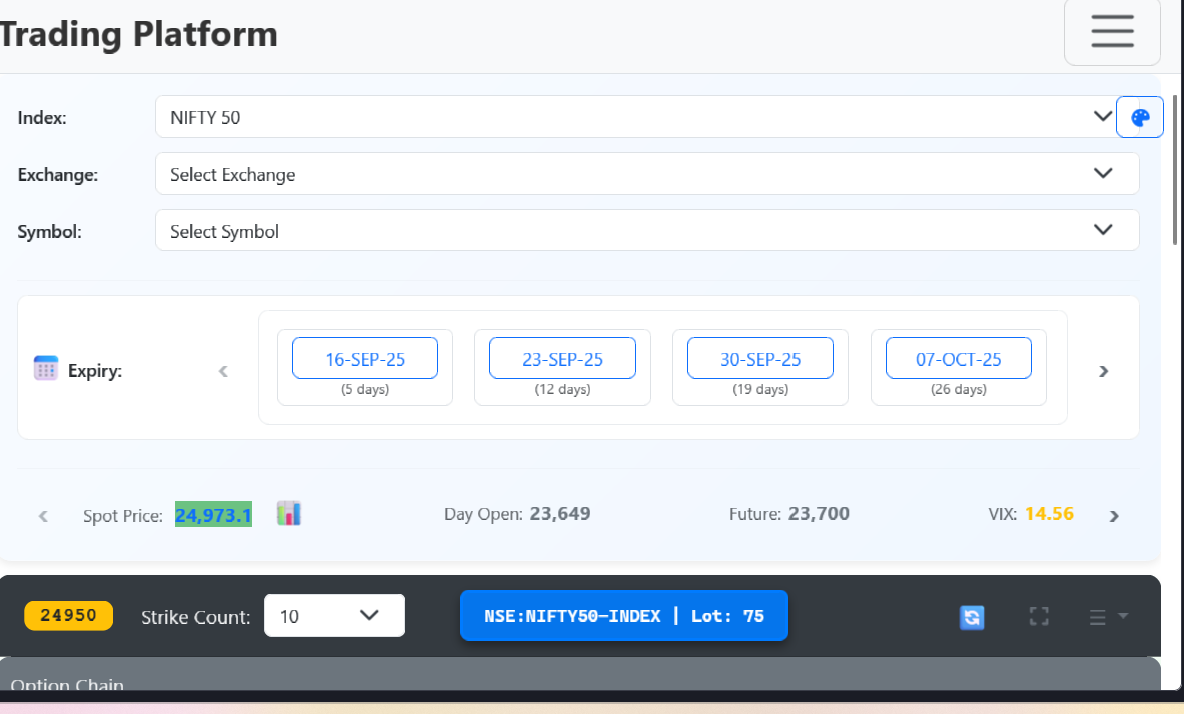 Trading Platform
Index: NIFTY 50
Exchange: Select Exchange
Symbol: Select Symbol
Expiry: 16-SEP-25 23-SEP-25 30-SEP-25 07-OCT-25
(5 days) (12 days) (19 days) (26 days)
Spot Price: 24,973.1 Day Open: 23,649 Future: 23,700 VIX: 14.56
24950 Strike Count: 10 NSE:NIFTY50-INDEX | Lot: 75
Option Chain